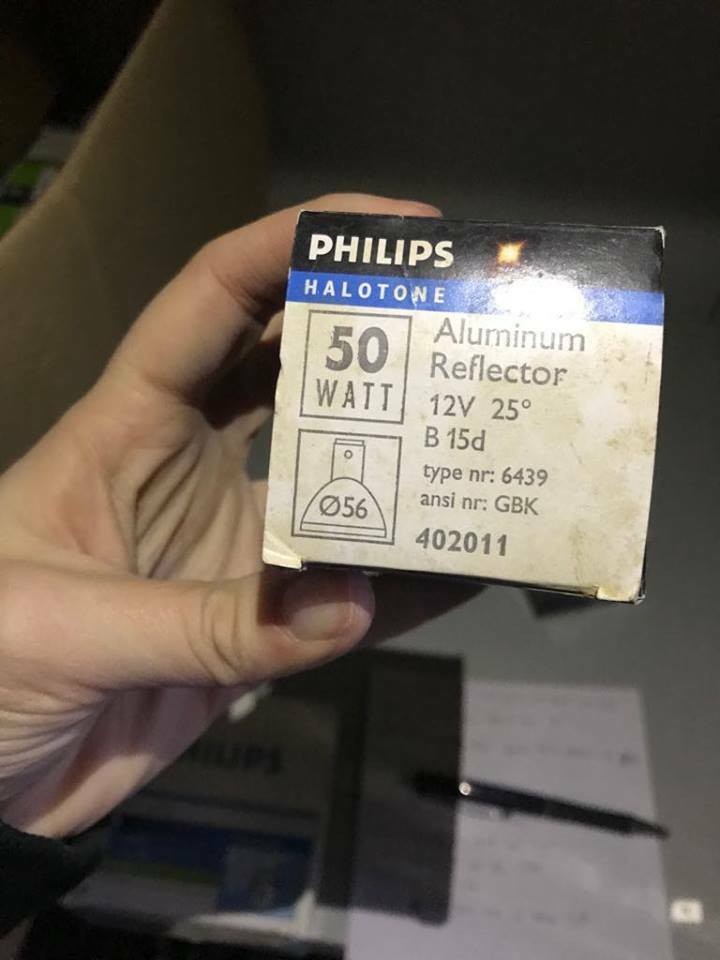 PHILIPS
HALOTONE
50
WATT
Aluminum
Reflector
12V 25°
B 15d
type nr: 6439
ansi nr: GBK
Ø56
402011